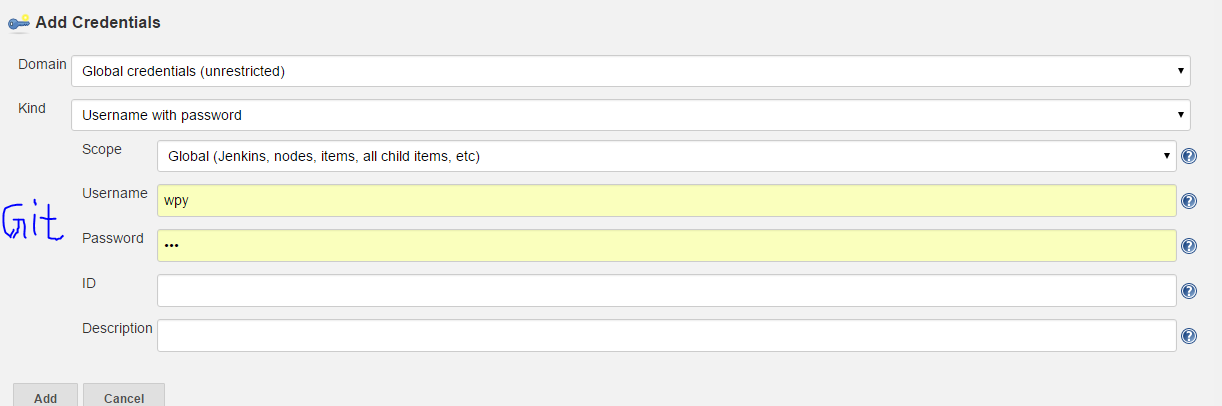 Add Credentials
Domain Global credentials (unrestricted)
Kind Username with password
Scope Global (Jenkins, nodes, items, all child items, etc)
Username wpy
Git
Password •••
ID
Description
Add Cancel